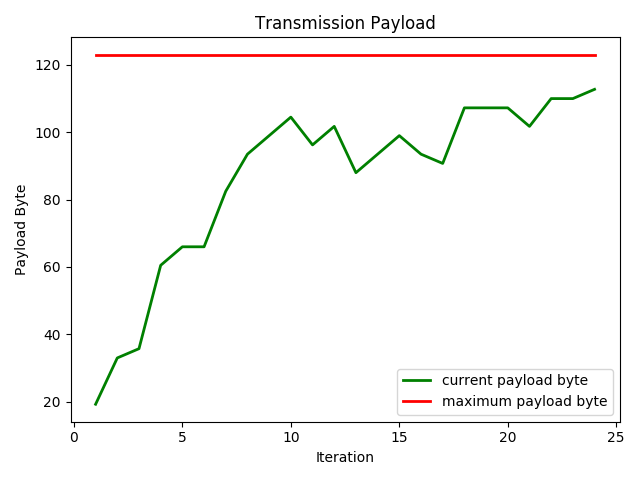 Transmission Payload
120
100
80
60
40
20
Payload Byte
0
5
10
15
20
25
Iteration
current payload byte
maximum payload byte